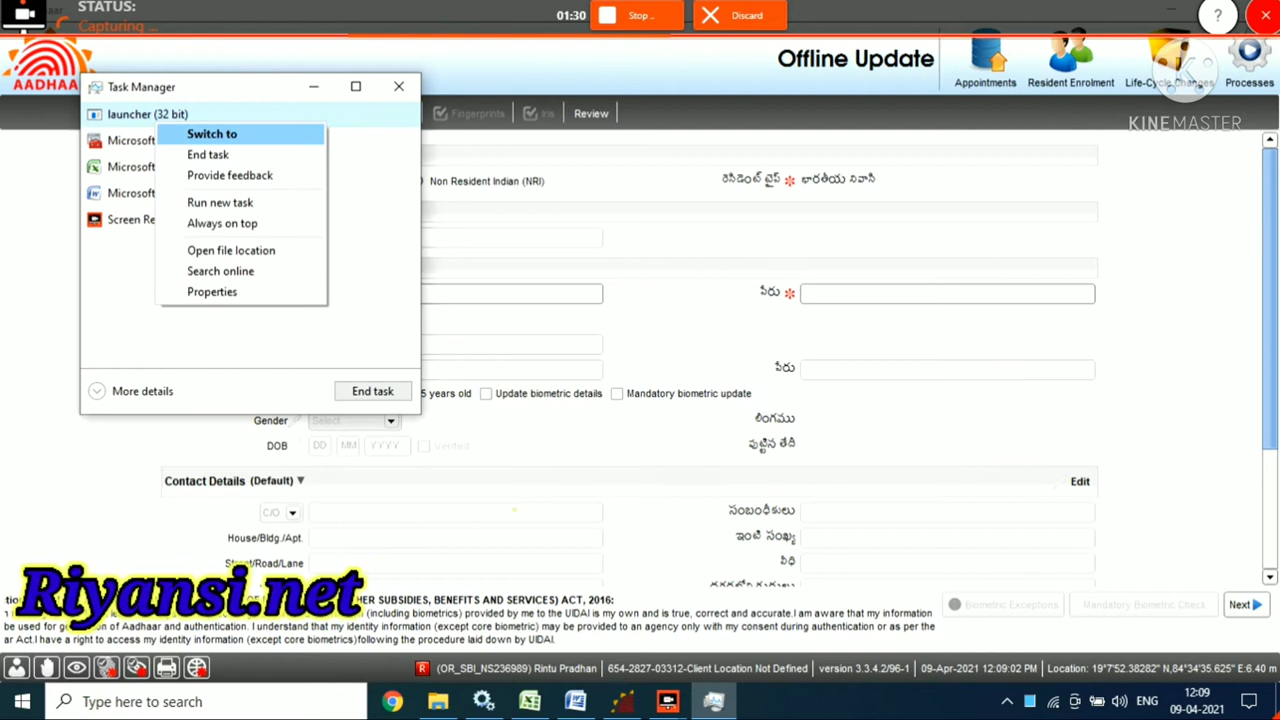 STATUS:
Capturing ...
01:30
Stop ..
Discard
?
AADHAA
Offline Update
Appointments
Resident Enrolment
Life-Cycle Changes
Processes
KINEMASTER
Task Manager
launcher (32 bit)
Microsoft
Microsoft
Microsoft
Screen Re
Switch to
End task
Provide feedback
Run new task
Always on top
Open file location
Search online
Properties
More details
End task
Fingerprints
Iris
Review
Non Resident Indian (NRI)
రెసిడెంట్ టైప్ * భారతీయ నివాసి
పేరు *
పేరు
5 years old
Update biometric details
Mandatory biometric update
Gender
Select
లింగము
DOB
DD
MM
YYYY
Verified
పుట్టిన తేదీ
Contact Details (Default)
Edit
C/O
సంబంధీకులు
House/Bldg./Apt.
ఇంటి సంఖ్య
Street/Road/Lane
వీధి
Riyansi.net
HER SUBSIDIES, BENEFITS AND SERVICES) ACT, 2016:
(including biometrics) provided by me to the UIDAI is my own and is true, correct and accurate.I am aware that my information
be used for generation of Aadhaar and authentication. I understand that my identity information (except core biometric) may be provided to an agency only with my consent during authentication or as per the
ar Act.I have a right to access my identity information (except core biometrics)following the procedure laid down by UIDAI.
Biometric Exceptions
Mandatory Biometric Check
Next
R
(OR_SBI_NS236989) Rintu Pradhan
654-2827-03312-Client Location Not Defined
version 3.3.4.2/96-1
09-Apr-2021 12:09:02 PM
Location: 19°7'52.38282" N,84°34'35.625" E:6.40 m
Type here to search
ENG
12:09
09-04-2021